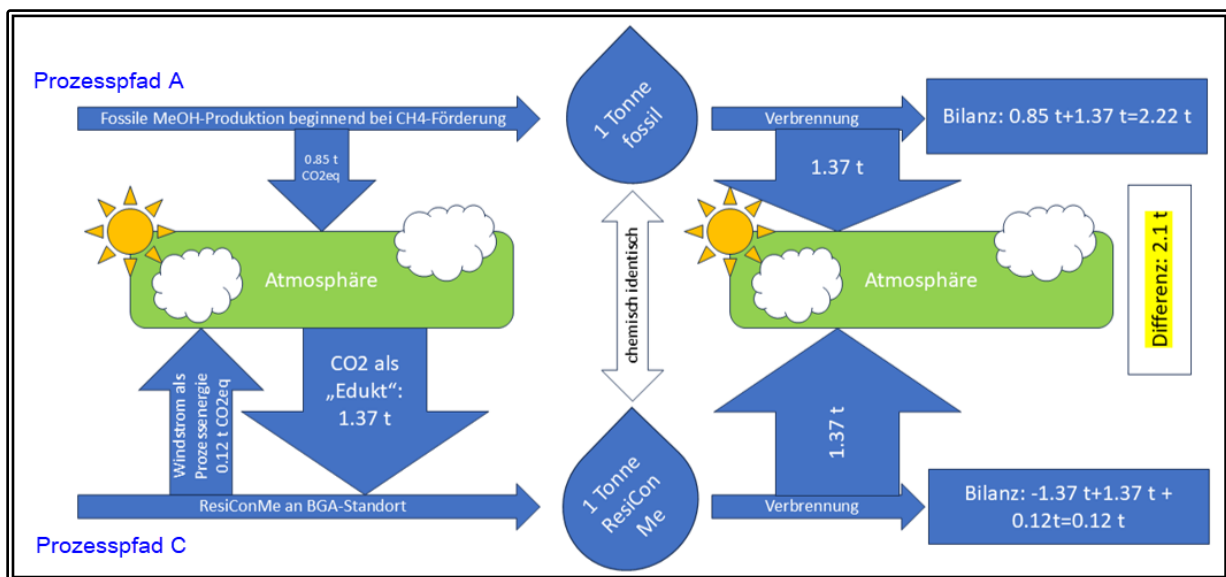 Prozesspfad A
Fossile MeOH-Produktion beginnend bei CH4-Förderung
1 Tonne
fossil
Verbrennung
Bilanz: 0.85 t+1.37 t=2.22 t
0.85 t
CO2eq
1.37 t
Atmosphäre
chemisch identisch
Atmosphäre
Differenz: 2.1 t
Windstrom als
Prozessenergie
0.12 t CO2eq
CO2 als
„Edukt“:
1.37 t
1.37 t
ResiConMe an BGA-Standort
1 Tonne
ResiCon
Me
Verbrennung
Bilanz: -1.37 t+1.37 t +
0.12t=0.12 t
Prozesspfad C